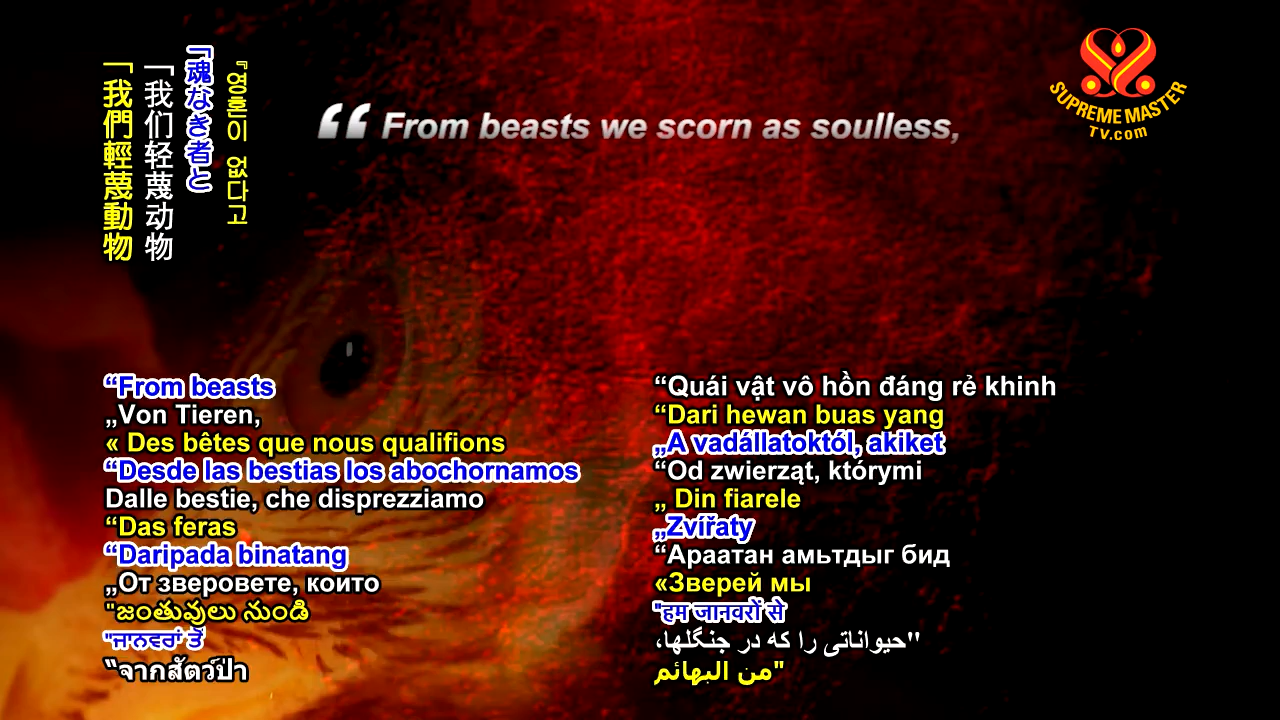 『영혼이 없다고
「魂なき者と
「我们轻蔑动物
「我們輕蔑動物
“From beasts we scorn as soulless,
SUPREME MASTER
TV.com
“From beasts
„Von Tieren,
« Des bêtes que nous qualifions
“Desde las bestias los abochornamos
Dalle bestie, che disprezziamo
“Das feras
“Daripada binatang
„От зверовете, които
"జంతువులు నుండి
"ਜਾਨਵਰਾਂ ਤੋਂ
“จากสัตว์ป่า
“Quái vật vô hồn đáng rẻ khinh
“Dari hewan buas yang
„A vadállatoktól, akiket
“Od zwierząt, którymi
„ Din fiarele
„Zvířaty
“Араатан амьтдыг бид
«Зверей мы
"हम जानवरों से
"حیواناتی را که در جنگلها،
"من البهائم